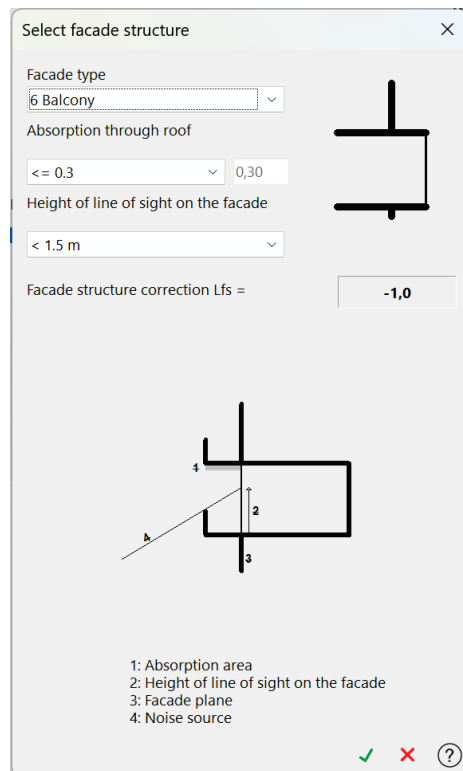 Select facade structure
Facade type
6 Balcony
Absorption through roof
<= 0.3
0,30
Height of line of sight on the facade
< 1.5 m
Facade structure correction Lfs =
-1,0
1
2
4
3
1: Absorption area
2: Height of line of sight on the facade
3: Facade plane
4: Noise source
?